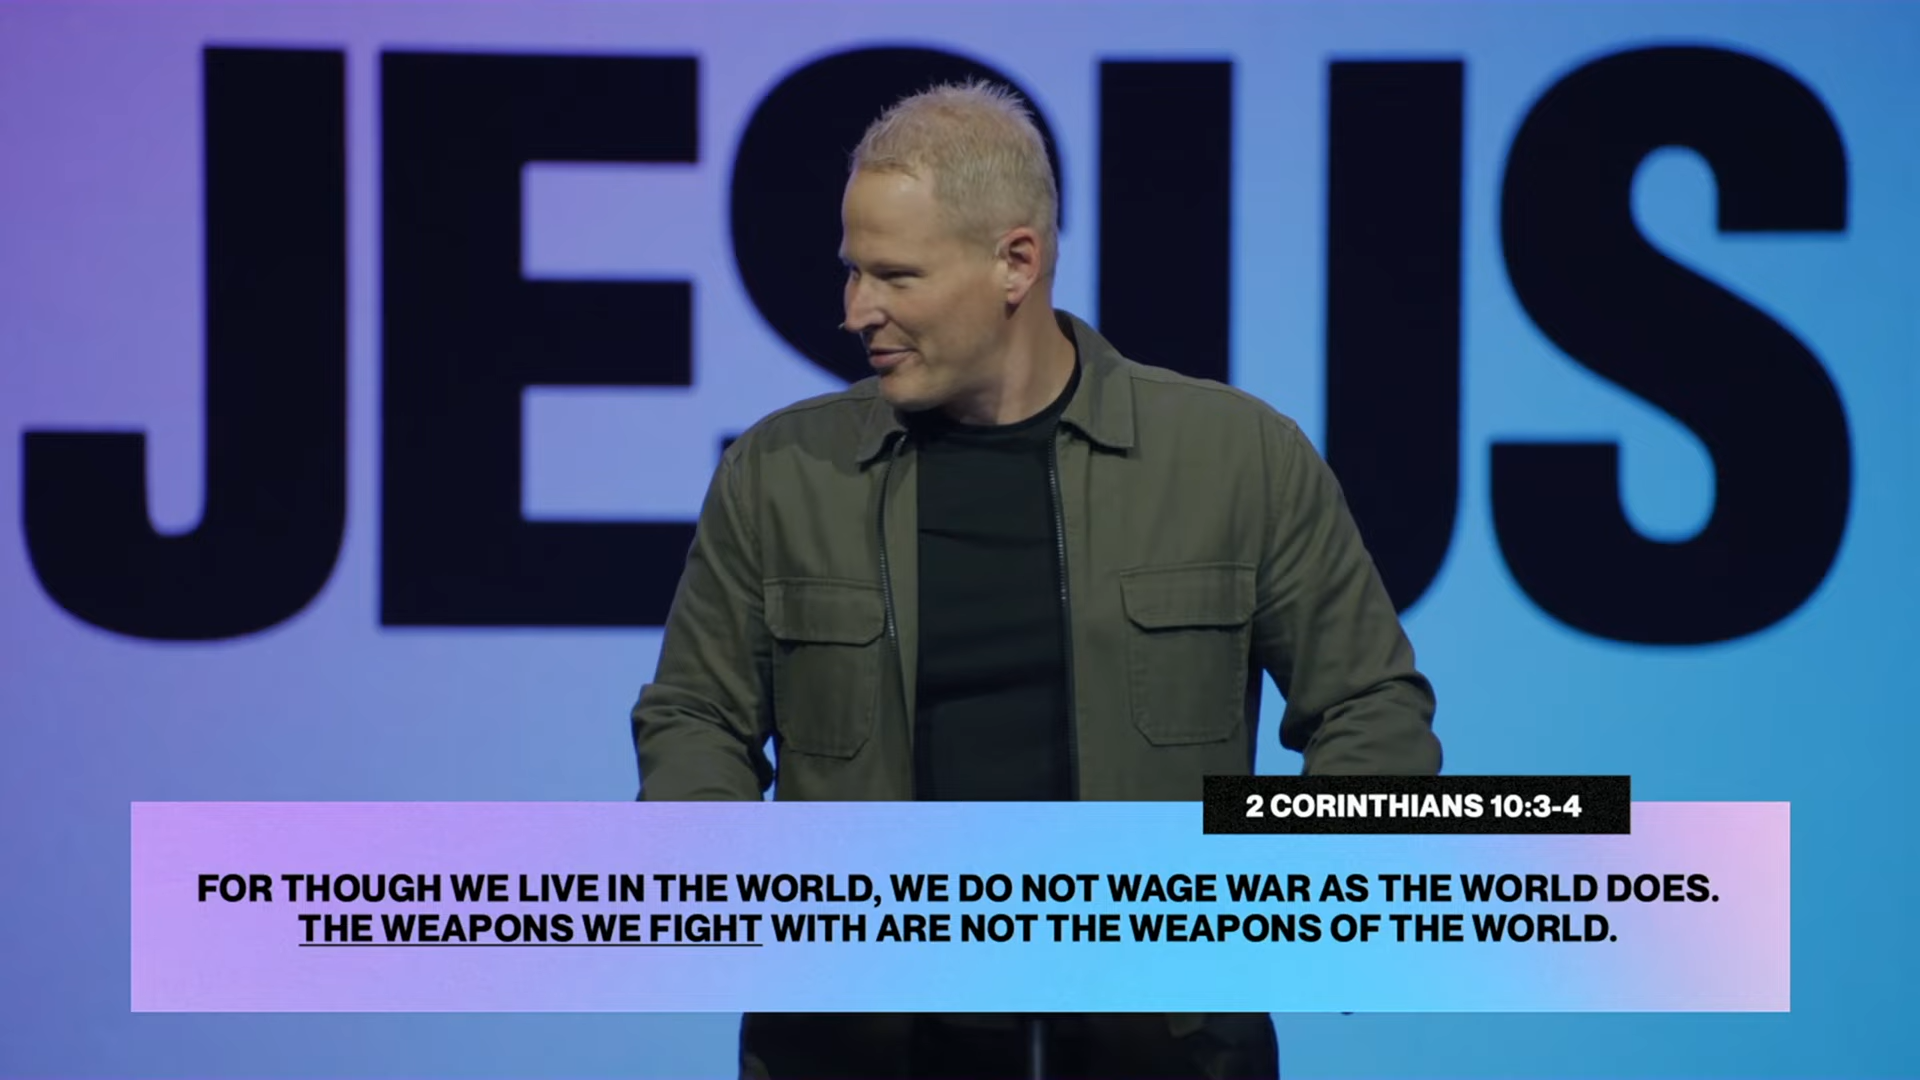 JESUS
2 CORINTHIANS 10:3-4
FOR THOUGH WE LIVE IN THE WORLD, WE DO NOT WAGE WAR AS THE WORLD DOES.
THE WEAPONS WE FIGHT WITH ARE NOT THE WEAPONS OF THE WORLD.